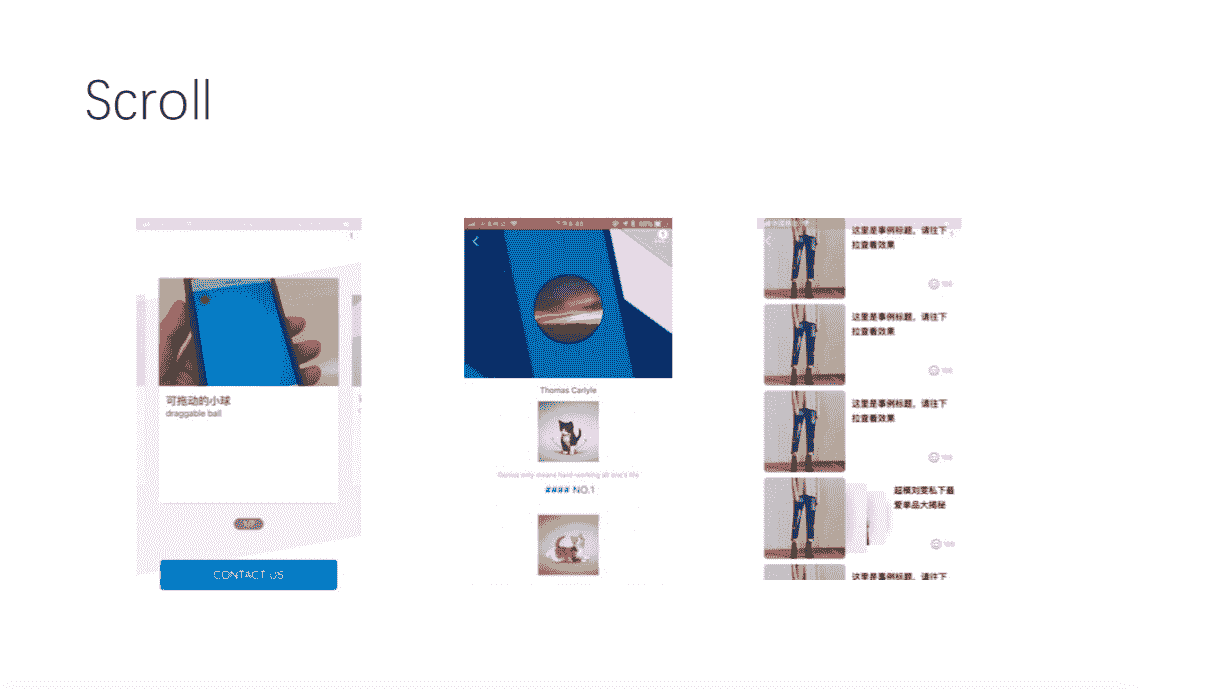 Scroll
可拖动的小球
draggable ball
CONTACT US
Thomas Carlyle
Genius only means hard-working all one's life
#### NO.1
这里是事例标题，请往下
拉查看效果
这里是事例标题，请往下
拉查看效果
这里是事例标题，请往下
拉查看效果
超模刘雯私下最
爱单品大揭秘
这里是事例标题，请往下